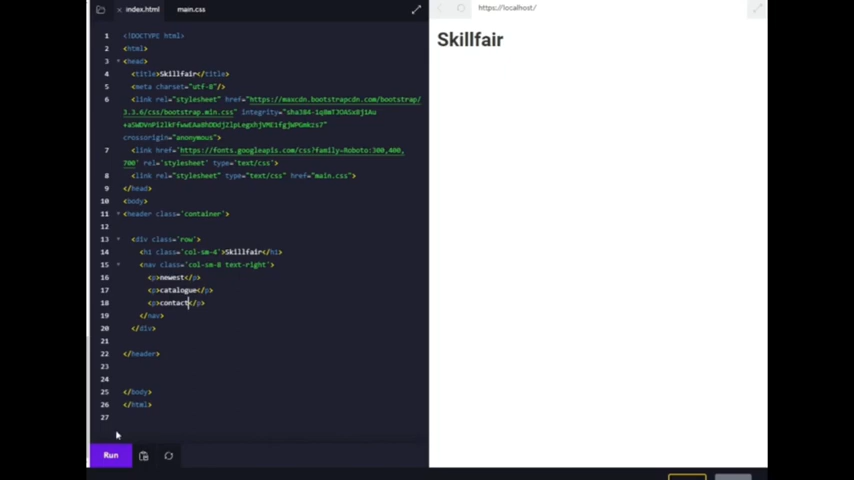 index.html
main.css
https://localhost/
1 <!DOCTYPE html>
2 <html>
3 <head>
4 <title>Skillfair</title>
5 <meta charset="utf-8"/>
6 <link rel="stylesheet" href="https://maxcdn.bootstrapcdn.com/bootstrap/
3.3.6/css/bootstrap.min.css" integrity="sha384-
crossorigin="anonymous">
7 <link href='https://fonts.googleapis.com/css?family=Roboto:300,400,
700' rel='stylesheet' type='text/css'>
8 <link rel="stylesheet" type="text/css" href="main.css">
9 </head>
10 <body>
11 <header class='container'>
12
13 <div class='row'>
14 <h1 class='col-sm-4'>Skillfair</h1>
15 <nav class='col-sm-8 text-right'>
16 <p>newest</p>
17 <p>catalogue</p>
18 <p>contact</p>
19 </nav>
20 </div>
21
22 </header>
23
24
25 </body>
26 </html>
27
Run
Skillfair